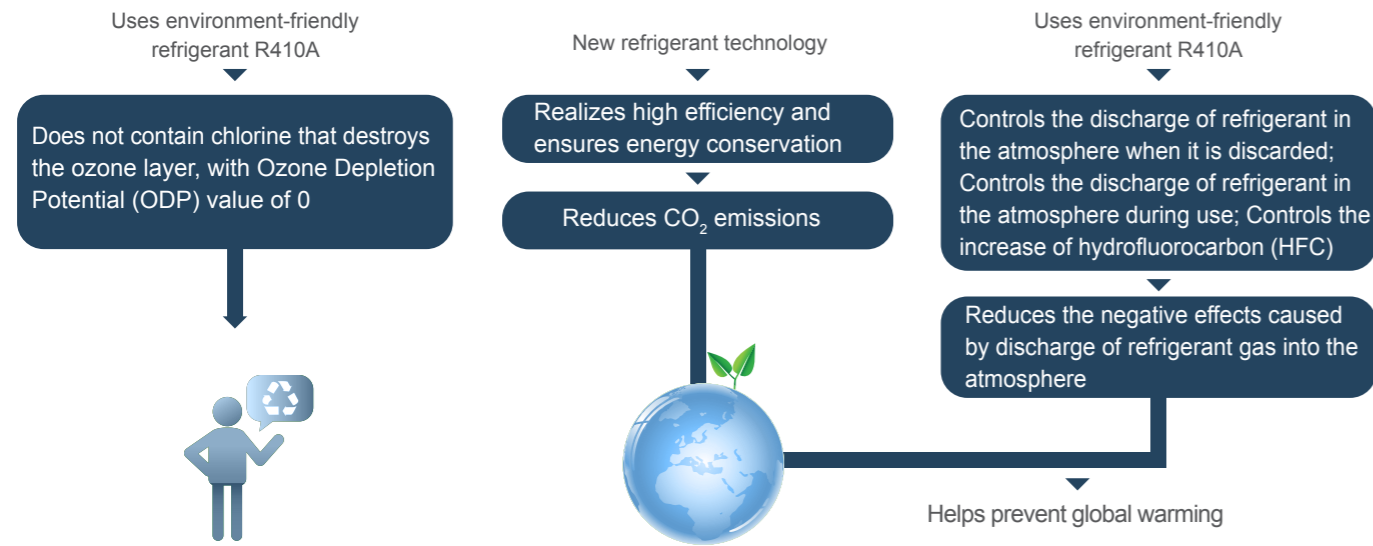 Uses environment-friendly
refrigerant R410A
Does not contain chlorine that destroys
the ozone layer, with Ozone Depletion
Potential (ODP) value of 0
New refrigerant technology
Realizes high efficiency and
ensures energy conservation
Reduces CO₂ emissions
Uses environment-friendly
refrigerant R410A
Controls the discharge of refrigerant in
the atmosphere when it is discarded;
Controls the discharge of refrigerant in
the atmosphere during use; Controls the
increase of hydrofluorocarbon (HFC)
Reduces the negative effects caused
by discharge of refrigerant gas into the
atmosphere
Helps prevent global warming